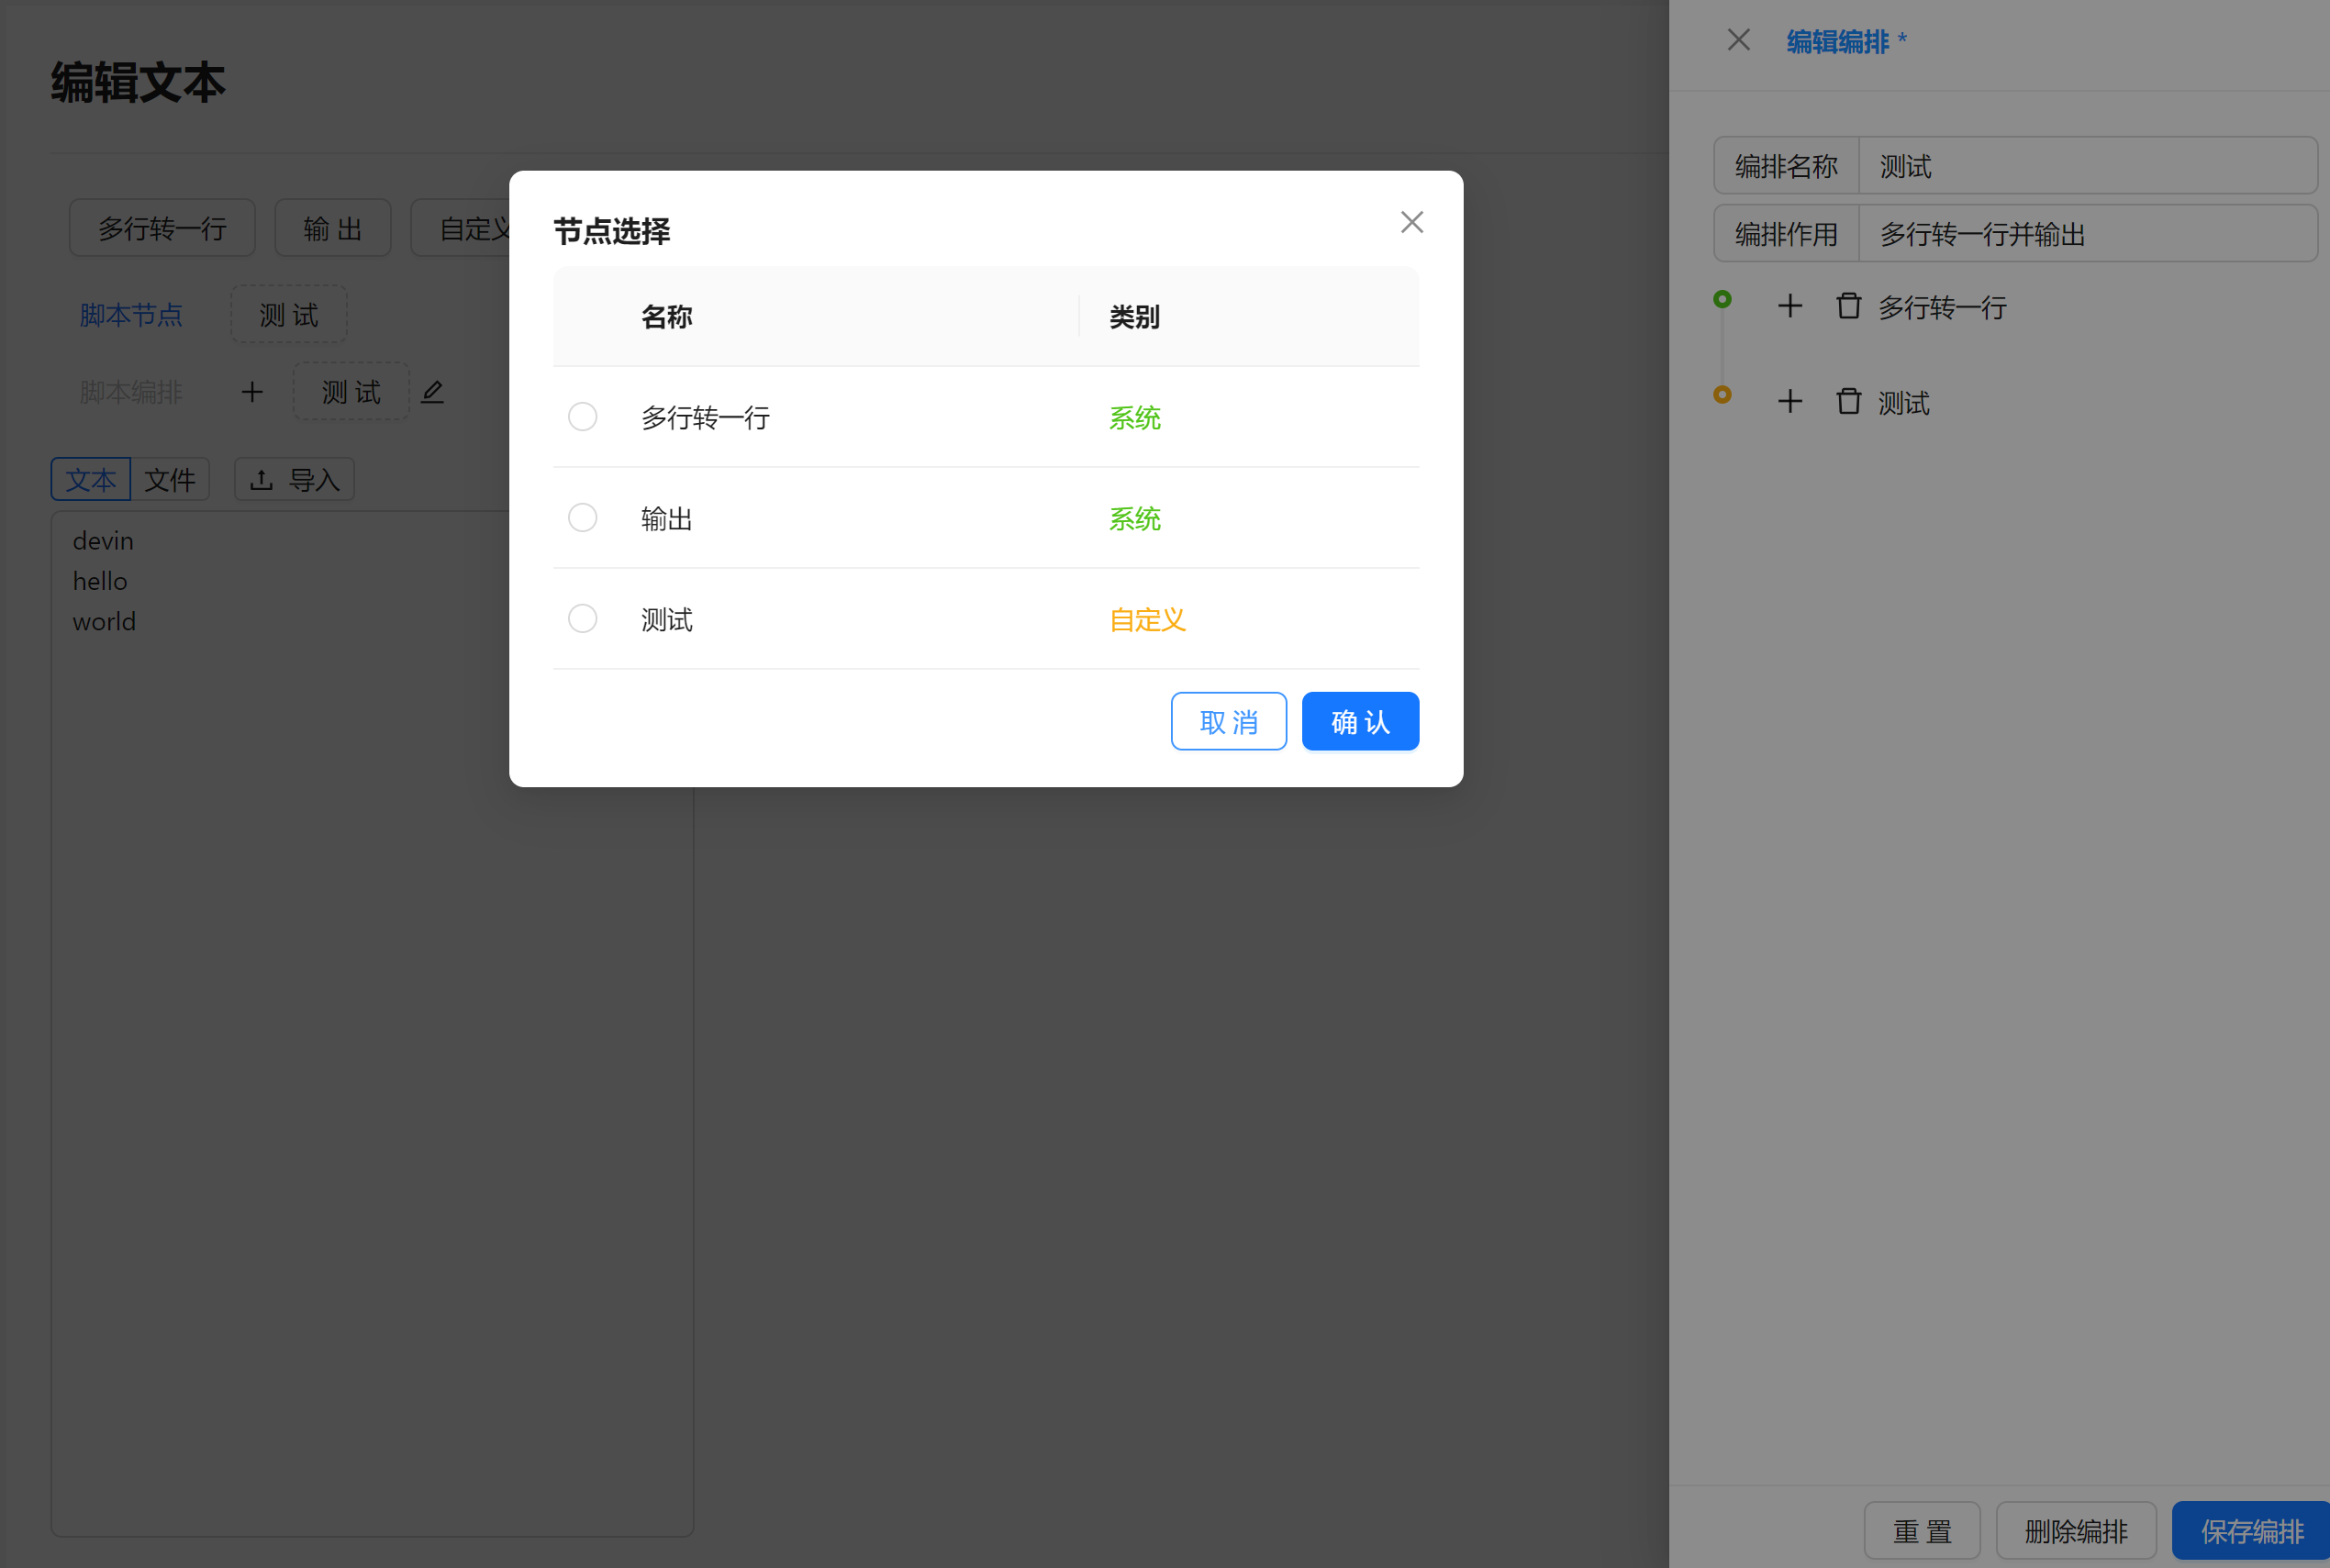 编辑文本
多行转一行 输 出 自定义
脚本节点 测 试
脚本编排 测 试
文本 文件 导入
devin
hello
world
节点选择
名称 类别
多行转一行 系统
输出 系统
测试 自定义
取 消 确 认
编辑编排 *
编排名称 测试
编排作用 多行转一行并输出
多行转一行
测试
重 置 删除编排 保存编排